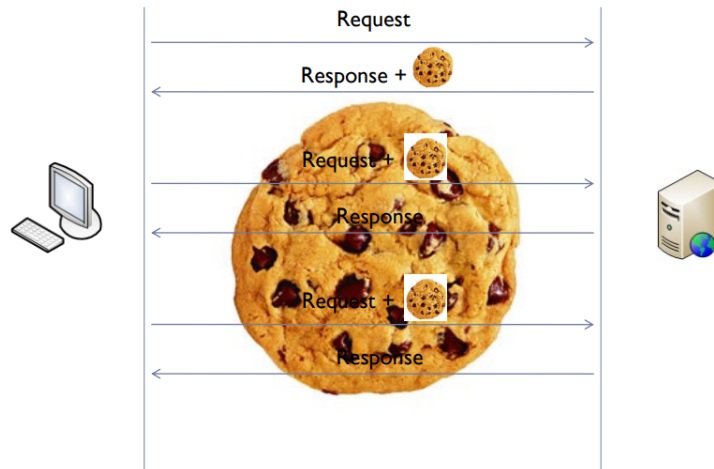 Request
Response +
Request +
Response
Request +
Response